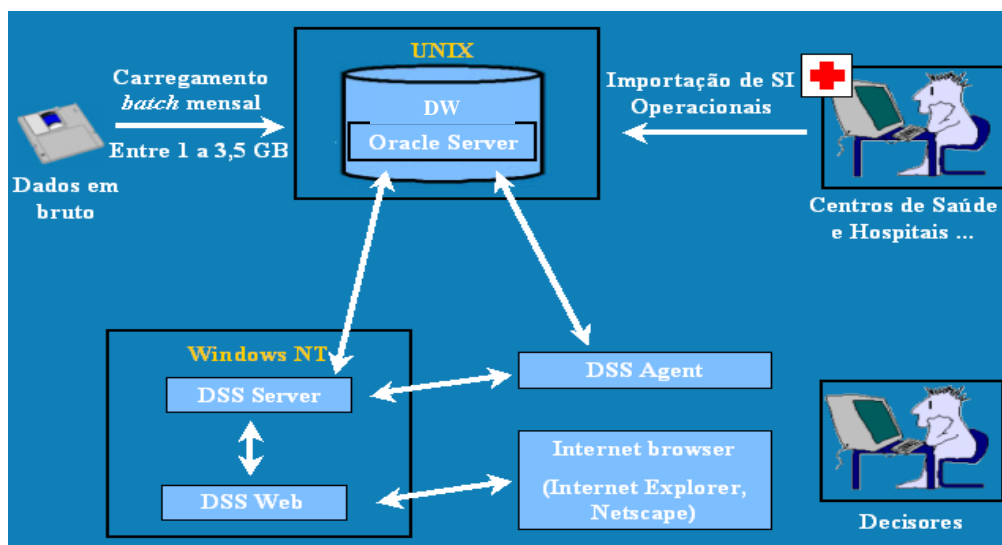 UNIX
Carregamento
batch mensal
Entre 1 a 3,5 GB
Dados em
bruto
DW
Oracle Server
Importação de SI
Operacionais
Centros de Saúde
e Hospitais ...
Windows NT
DSS Server
DSS Web
DSS Agent
Internet browser
(Internet Explorer,
Netscape)
Decisores